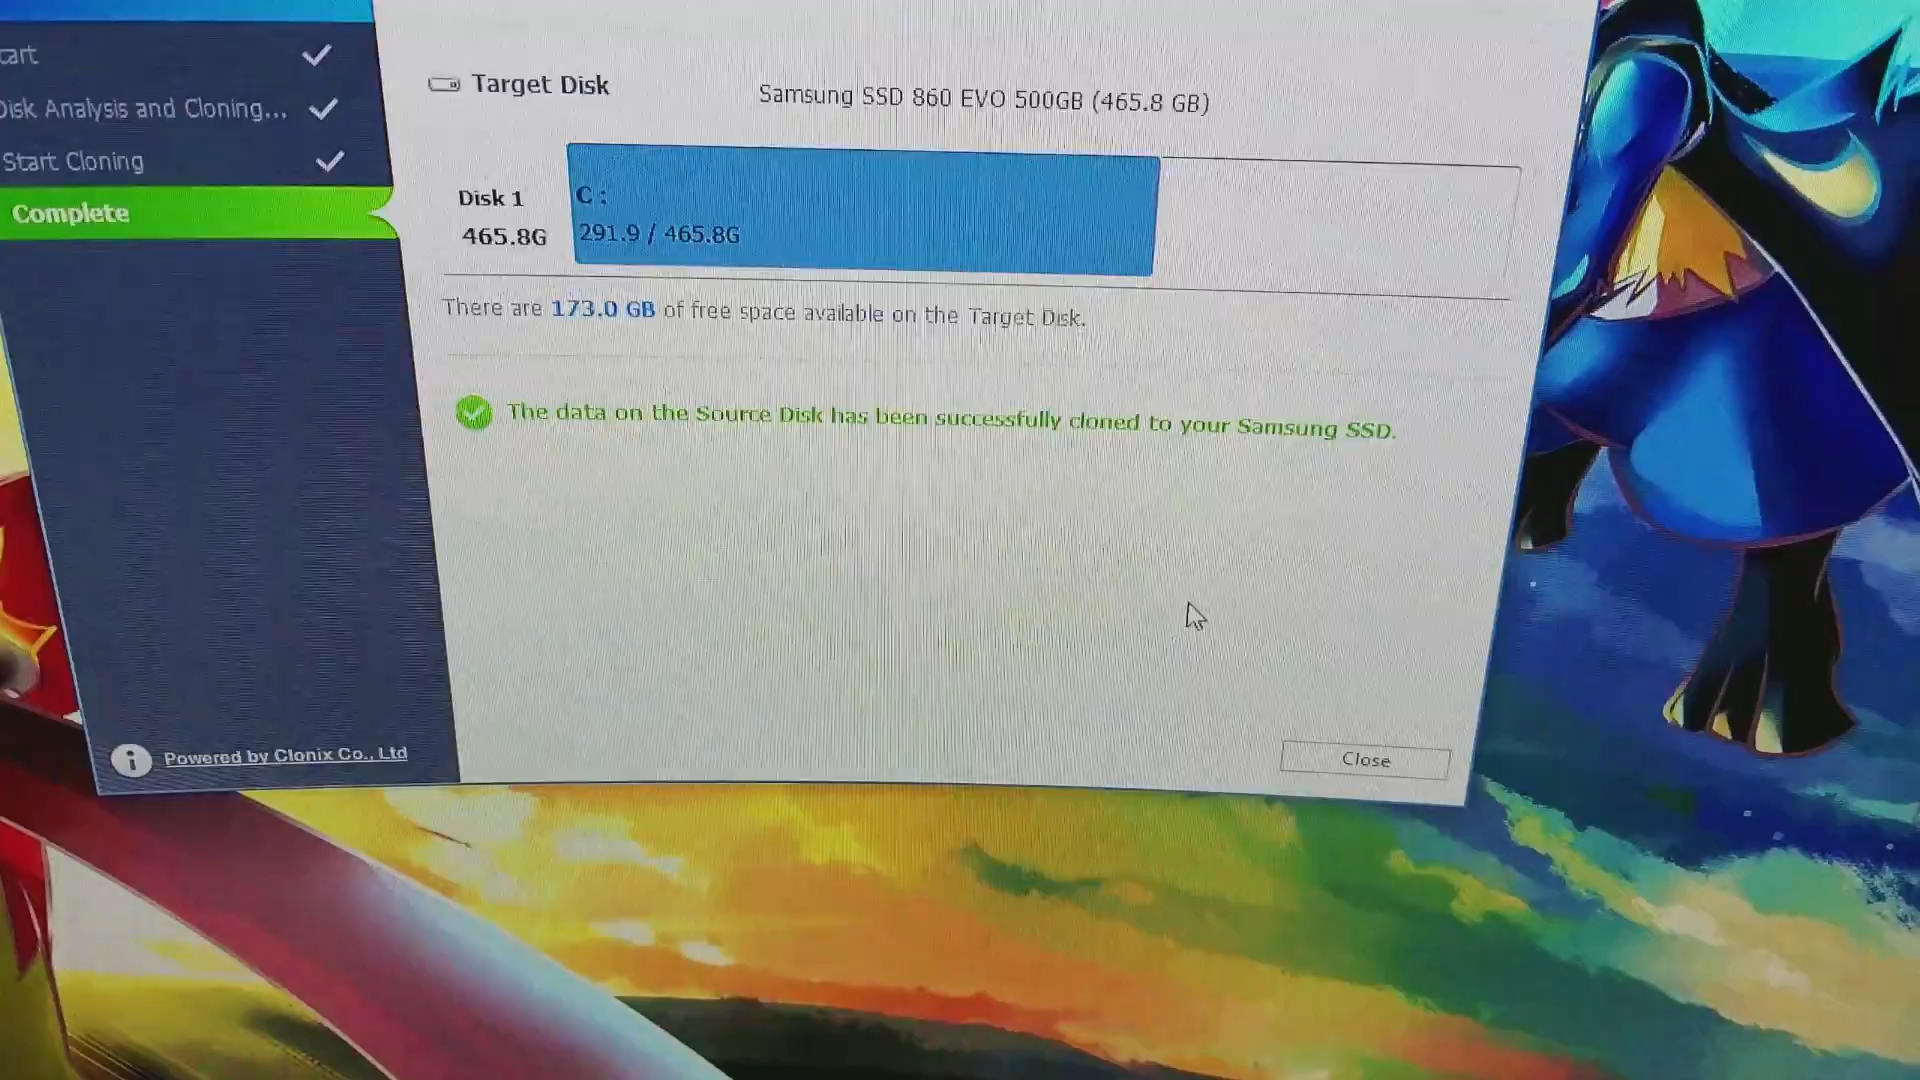 Disk Analysis and Cloning...
Start Cloning
Complete
Powered by Clonix Co., Ltd
Target Disk
Samsung SSD 860 EVO 500GB (465.8 GB)
Disk 1
465.8G
C :
291.9 / 465.8G
There are 173.0 GB of free space available on the Target Disk.
The data on the Source Disk has been successfully cloned to your Samsung SSD.
Close